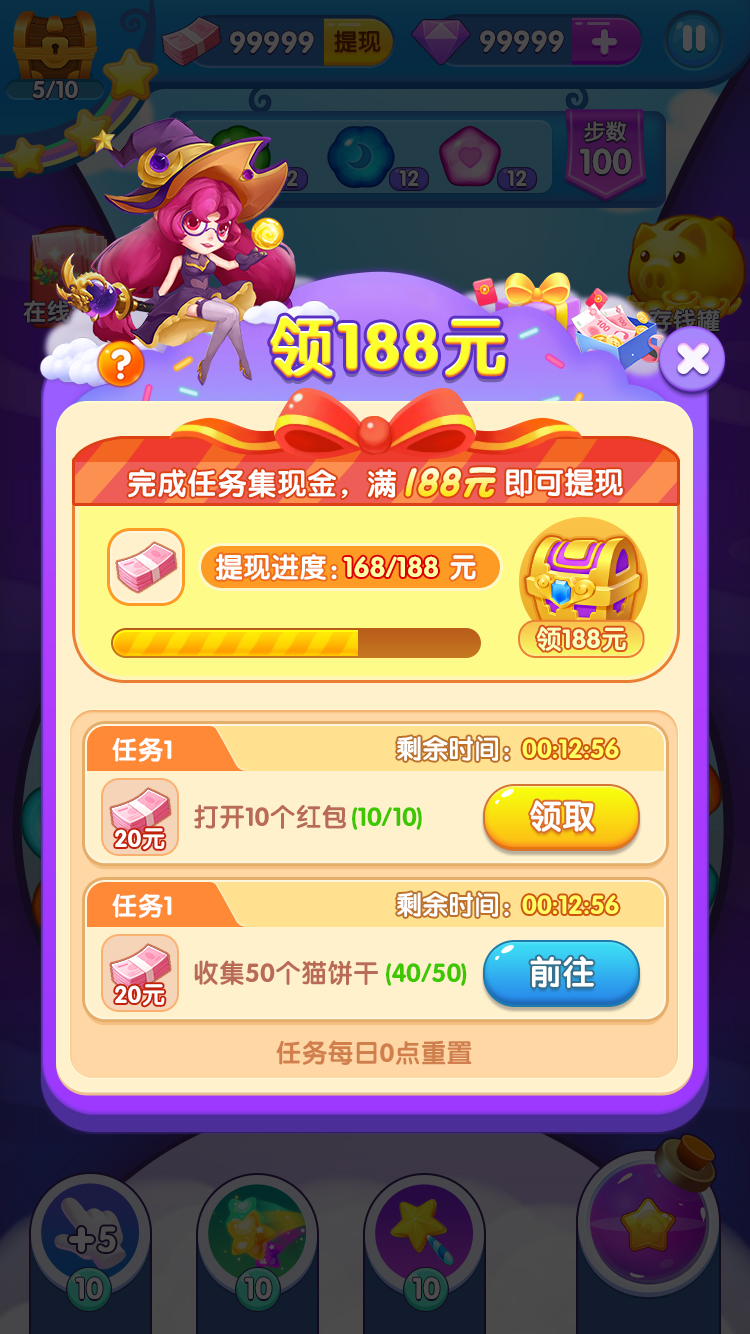 99999 提现 99999
5/10
步数
100
2 12 12
在线
存钱罐
领188元
?
完成任务集现金，满188元即可提现
提现进度:168/188 元
领188元
任务1 剩余时间：00:12:56
打开10个红包(10/10) 领取
20元
任务1 剩余时间：00:12:56
收集50个猫饼干(40/50) 前往
20元
任务每日0点重置
+5
10 10 10